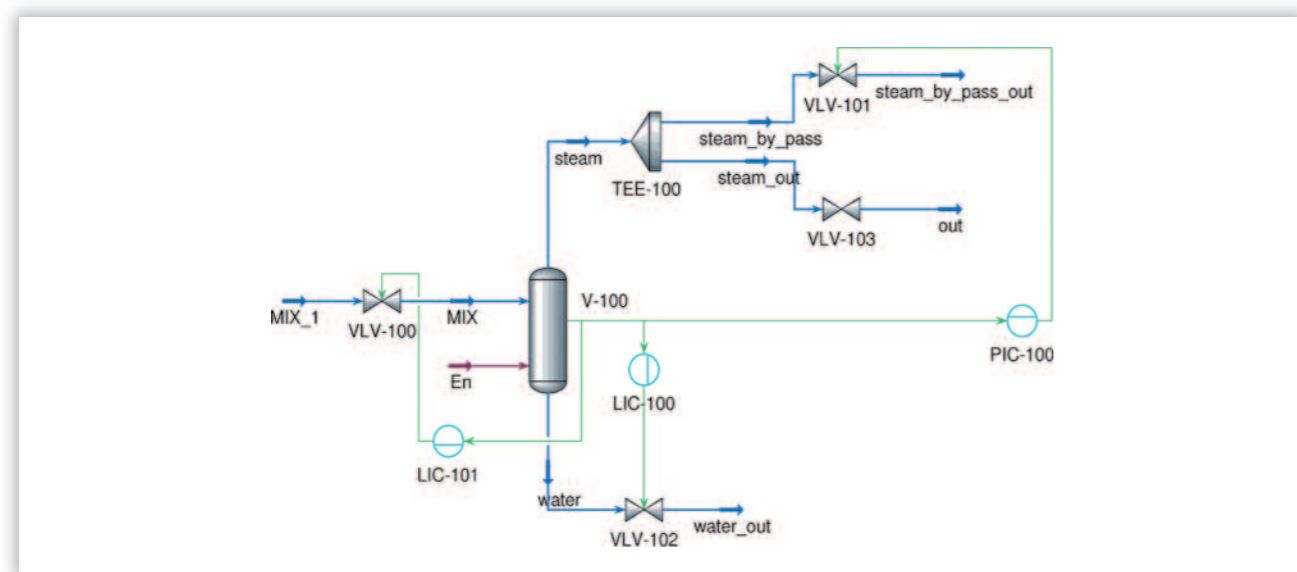 VLV-101
steam_by_pass_out
steam_by_pass
steam
steam_out
TEE-100
VLV-103
out
V-100
MIX_1
VLV-100
MIX
PIC-100
En
LIC-100
LIC-101
water
water_out
VLV-102